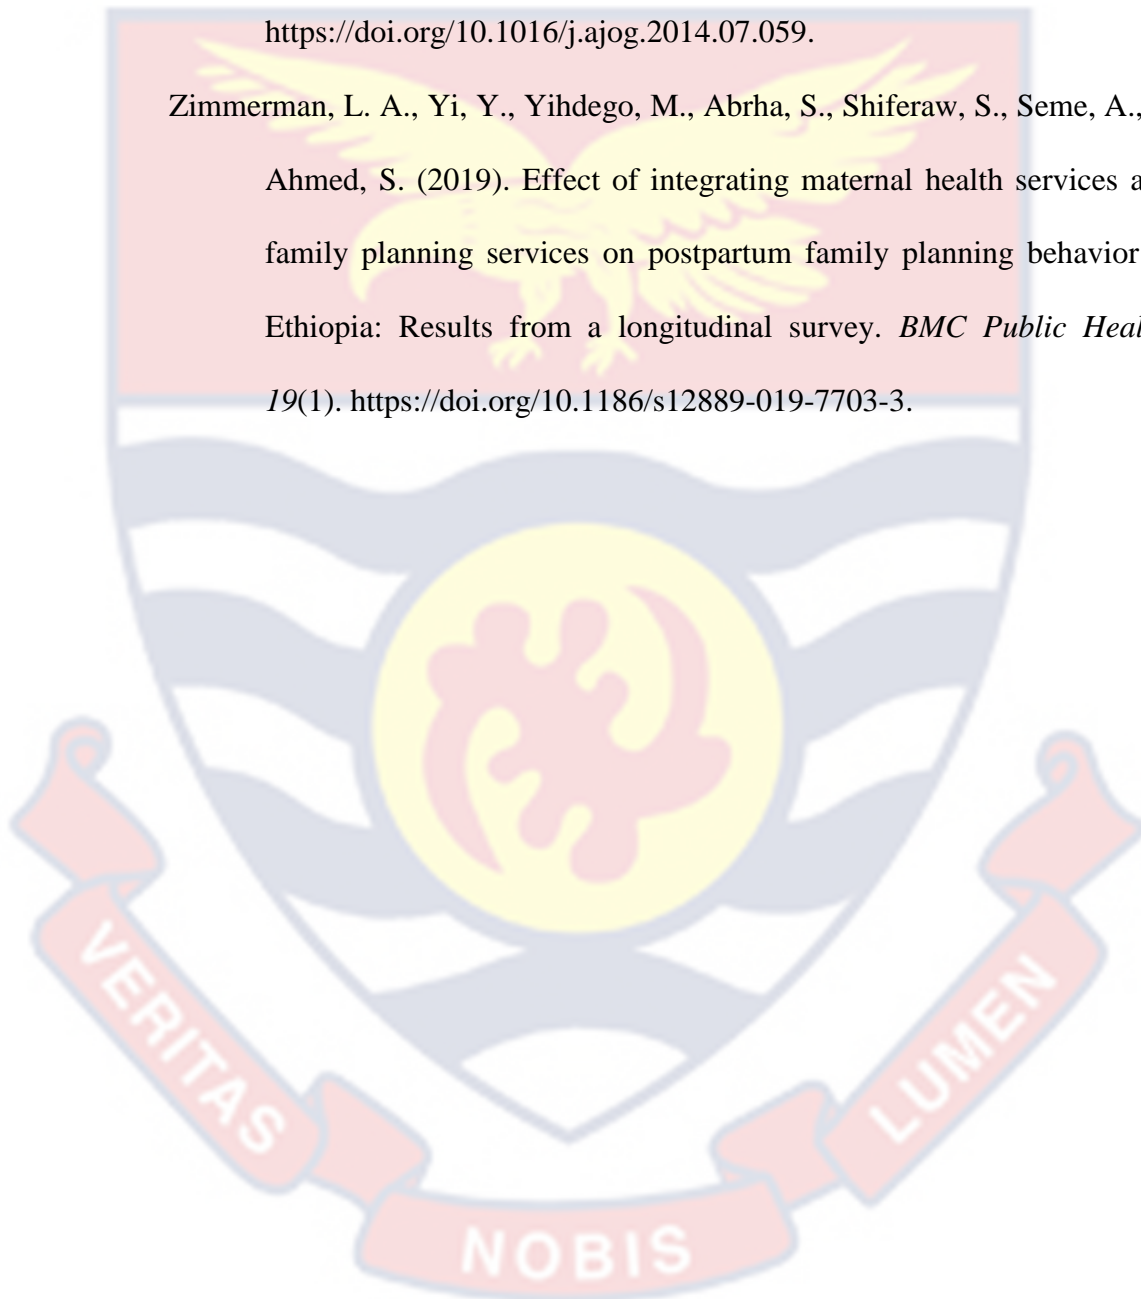 https://doi.org/10.1016/j.ajog.2014.07.059.
Zimmerman, L. A., Yi, Y., Yihdego, M., Abrha, S., Shiferaw, S., Seme, A.,
Ahmed, S. (2019). Effect of integrating maternal health services a
family planning services on postpartum family planning behavior
Ethiopia: Results from a longitudinal survey. BMC Public Heal
19(1). https://doi.org/10.1186/s12889-019-7703-3.
VERITAS
NOBIS
LUMEN